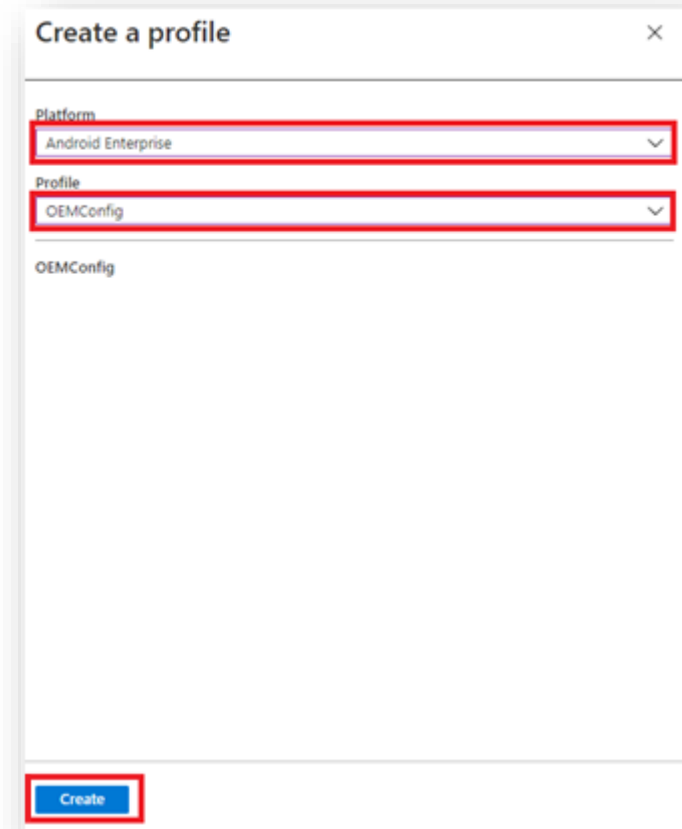 Create a profile
Platform
Android Enterprise
Profile
OEMConfig
OEMConfig
Create